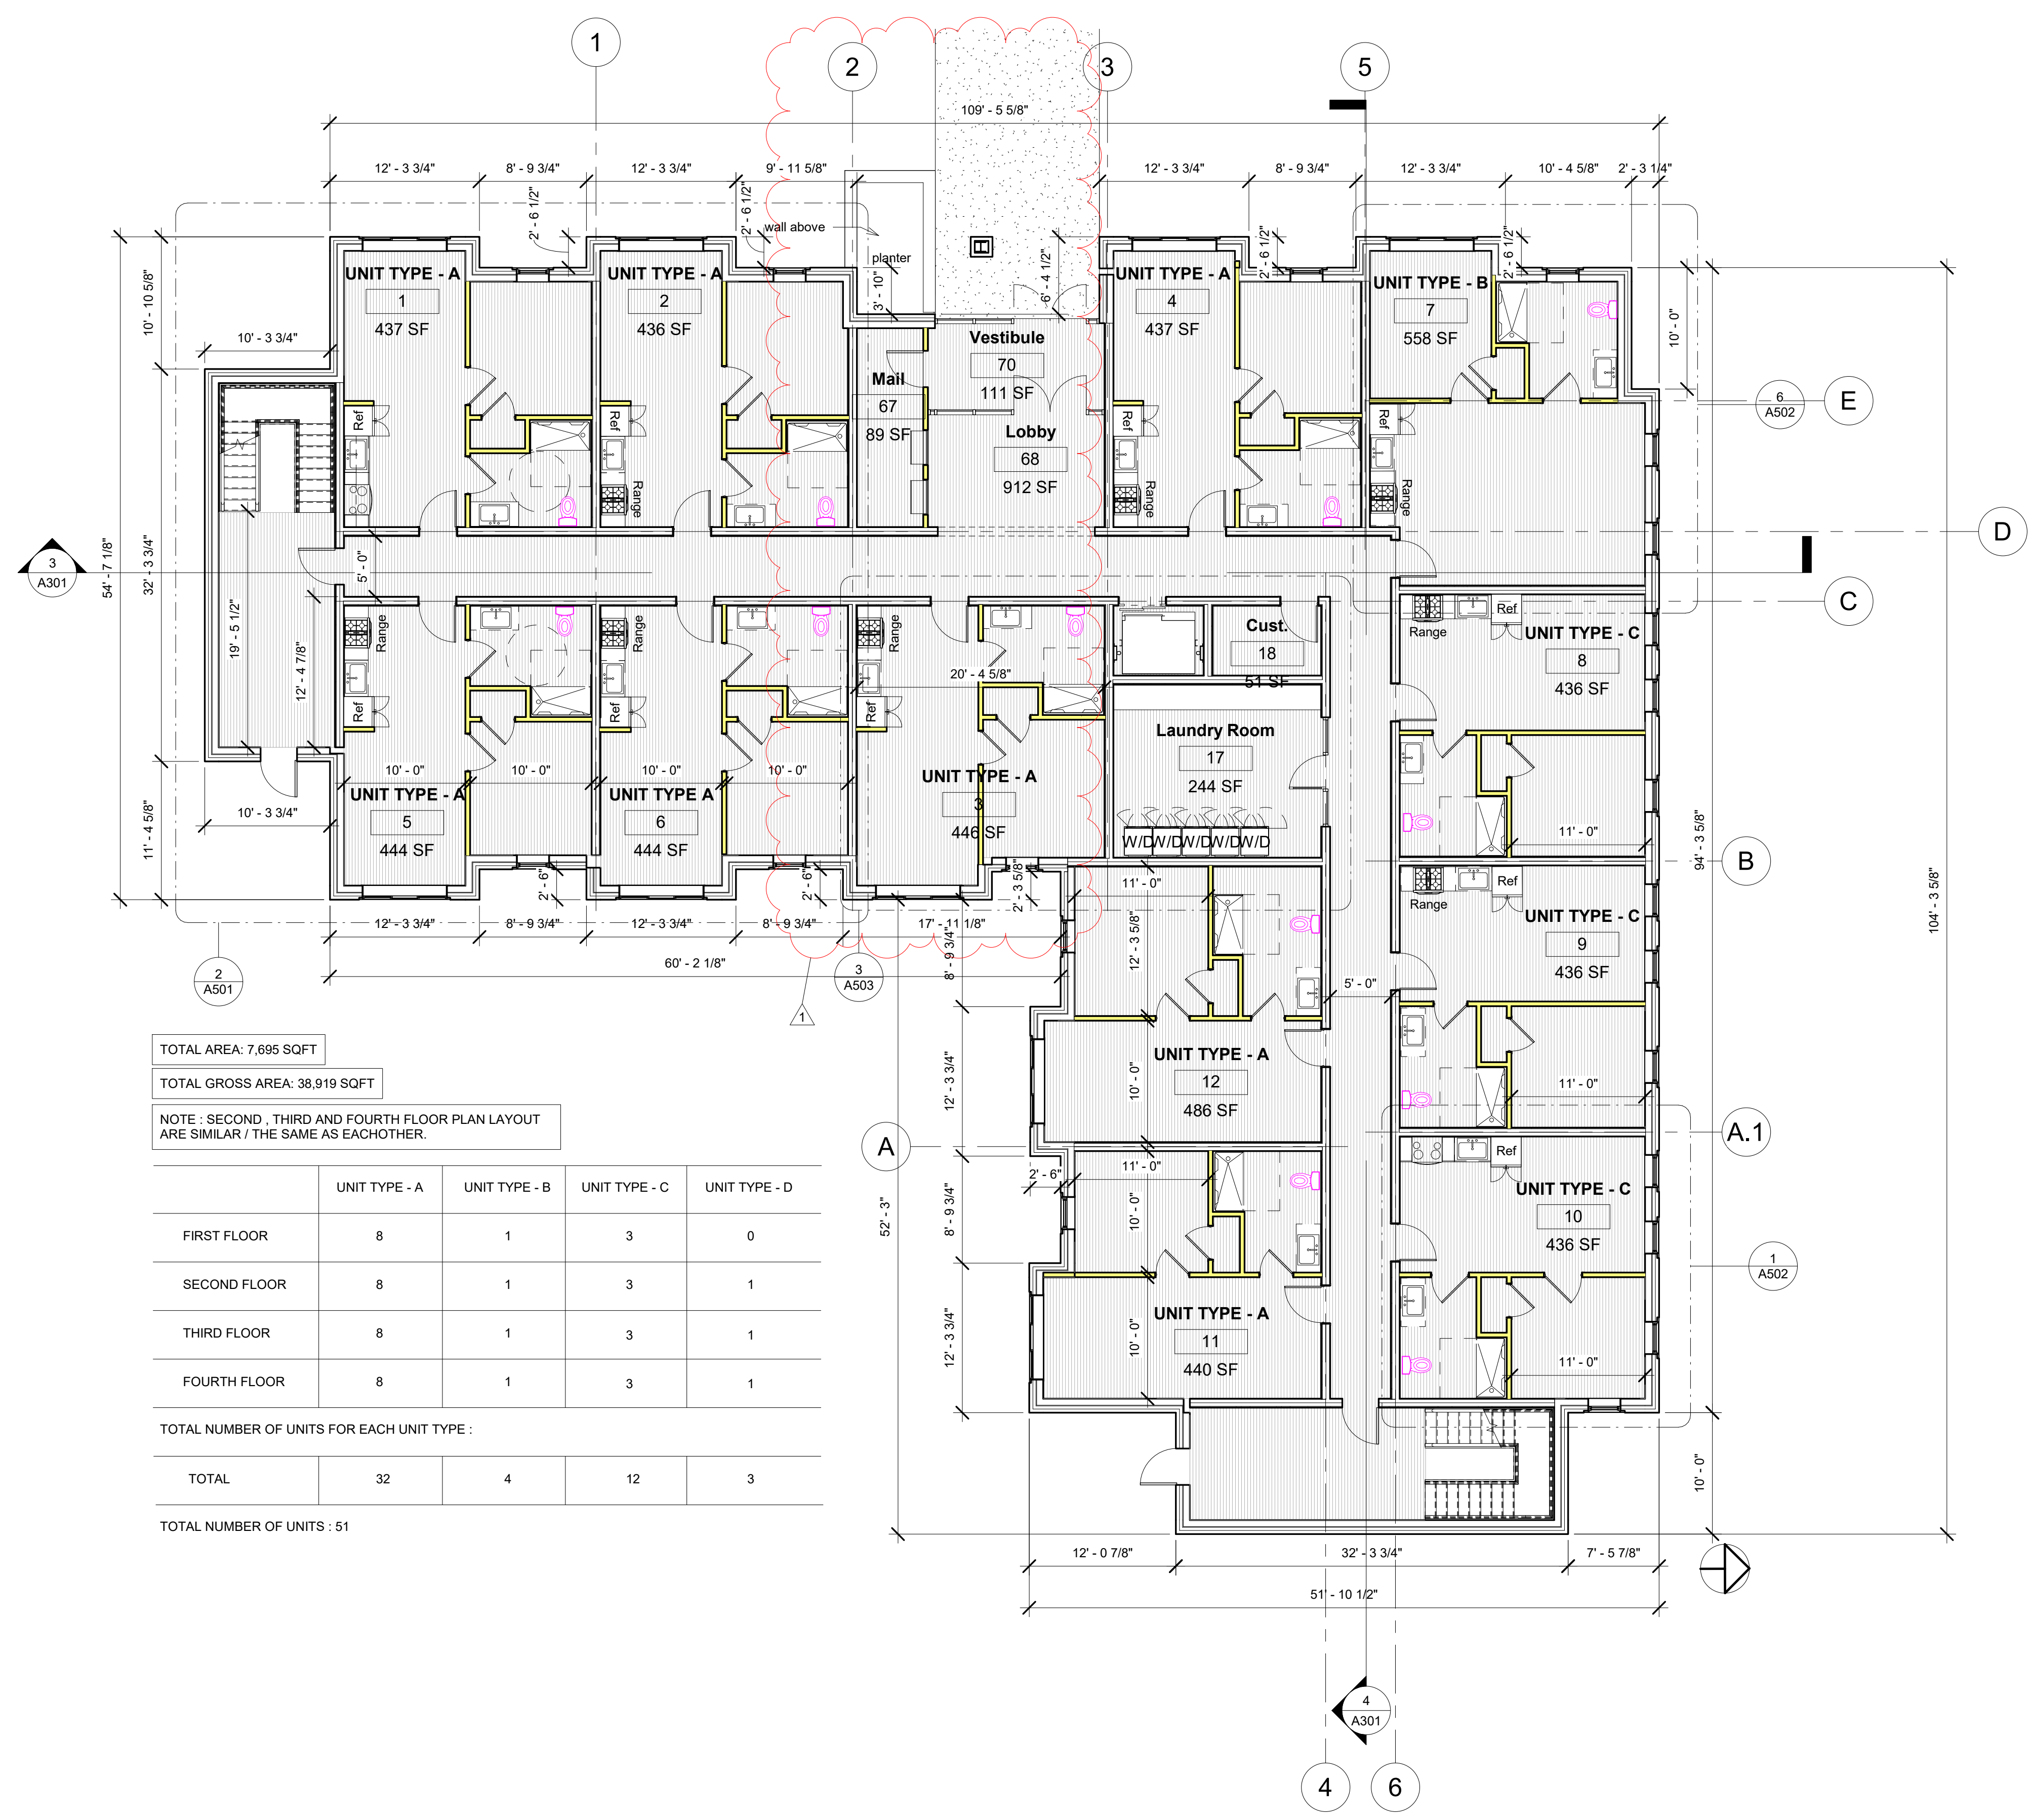 1
2
3
5
109' - 5 5/8"
12' - 3 3/4"
8' - 9 3/4"
12' - 3 3/4"
9' - 11 5/8"
12' - 3 3/4"
8' - 9 3/4"
12' - 3 3/4"
10' - 4 5/8"
2' - 3 1/4"
2' - 6 1/2"
2' - 6 1/2"
wall above
planter
3' - 10"
6' - 4 1/2"
2' - 6 1/2"
2' - 6 1/2"
UNIT TYPE - A
1
437 SF
UNIT TYPE - A
2
436 SF
UNIT TYPE - A
4
437 SF
UNIT TYPE - B
7
558 SF
10' - 10 5/8"
10' - 0"
10' - 3 3/4"
Vestibule
70
111 SF
Mail
67
89 SF
Lobby
68
912 SF
6
A502
E
Ref
Ref
Ref
Ref
Range
Range
Range
D
3
A301
54' - 7 1/8"
32' - 3 3/4"
5' - 0"
C
19' - 5 1/2"
12' - 4 7/8"
Range
Range
Range
Ref
Ref
Ref
20' - 4 5/8"
Cust.
18
51 SF
Range
Ref
UNIT TYPE - C
8
436 SF
Laundry Room
17
244 SF
W/D
W/D
W/D
W/D
W/D
10' - 0"
10' - 0"
10' - 0"
10' - 0"
UNIT TYPE - A
5
444 SF
UNIT TYPE A
6
444 SF
UNIT TYPE - A
3
446 SF
10' - 3 3/4"
11' - 4 5/8"
11' - 0"
94' - 3 5/8"
B
104' - 3 5/8"
2' - 6"
2' - 6"
2' - 3 5/8"
11' - 0"
12' - 3 5/8"
Range
Ref
UNIT TYPE - C
9
436 SF
12' - 3 3/4"
8' - 9 3/4"
12' - 3 3/4"
8' - 9 3/4"
17' - 11 1/8"
60' - 2 1/8"
8' - 9 3/4"
2
A501
3
A503
1
5' - 0"
TOTAL AREA: 7,695 SQFT
TOTAL GROSS AREA: 38,919 SQFT
NOTE : SECOND , THIRD AND FOURTH FLOOR PLAN LAYOUT
ARE SIMILAR / THE SAME AS EACHOTHER.
12' - 3 3/4"
10' - 0"
UNIT TYPE - A
12
486 SF
11' - 0"
A
A.1
Ref
UNIT TYPE - C
10
436 SF
2' - 6"
11' - 0"
8' - 9 3/4"
10' - 0"
52' - 3"
1
A502
12' - 3 3/4"
10' - 0"
UNIT TYPE - A
11
440 SF
11' - 0"
UNIT TYPE - A UNIT TYPE - B UNIT TYPE - C UNIT TYPE - D
FIRST FLOOR 8 1 3 0
SECOND FLOOR 8 1 3 1
THIRD FLOOR 8 1 3 1
FOURTH FLOOR 8 1 3 1
TOTAL NUMBER OF UNITS FOR EACH UNIT TYPE :
TOTAL 32 4 12 3
TOTAL NUMBER OF UNITS : 51
10' - 0"
12' - 0 7/8"
32' - 3 3/4"
7' - 5 7/8"
51' - 10 1/2"
4
A301
4
6